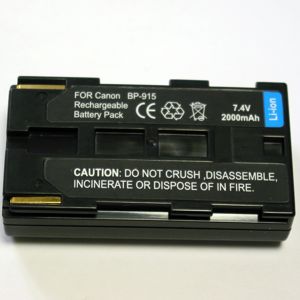 FOR Canon BP-915
Rechargeable
Battery Pack
7.4V
2000mAh
Li-ion
CAUTION: DO NOT CRUSH ,DISASSEMBLE,
INCINERATE OR DISPOSE OF IN FIRE.